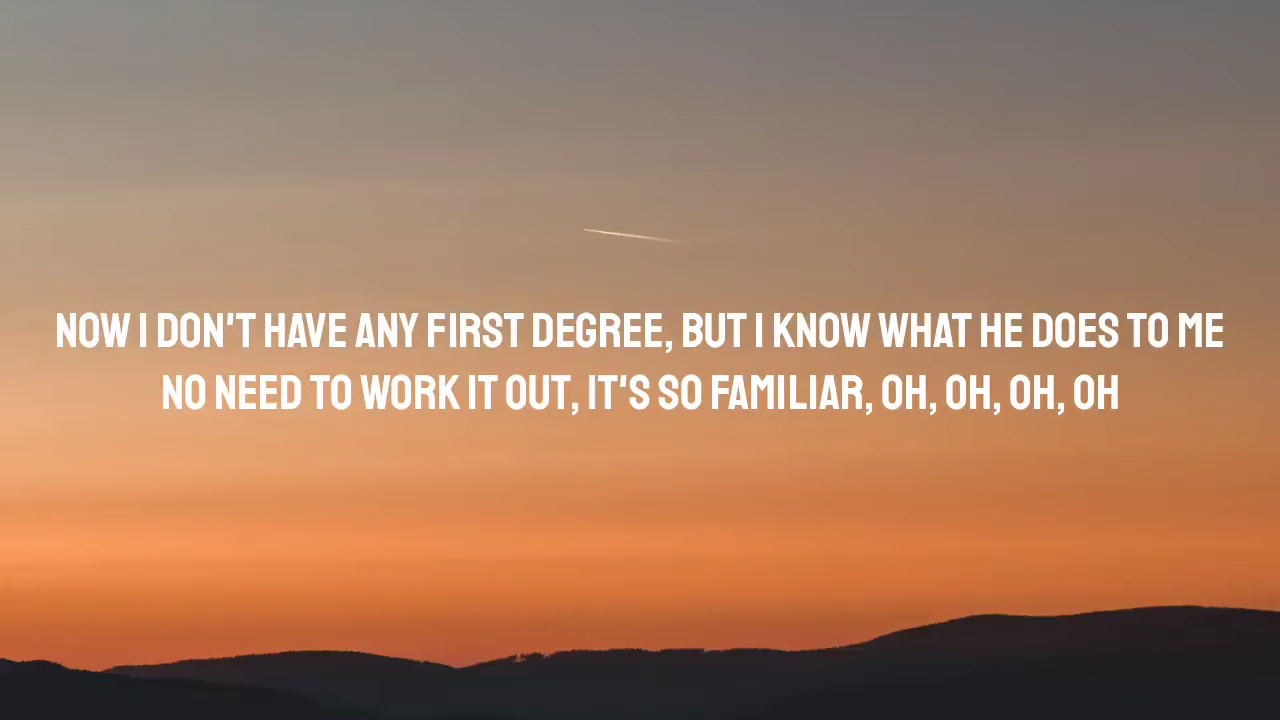 NOW I DON'T HAVE ANY FIRST DEGREE, BUT I KNOW WHAT HE DOES TO ME
NO NEED TO WORK IT OUT, IT'S SO FAMILIAR, OH, OH, OH, OH